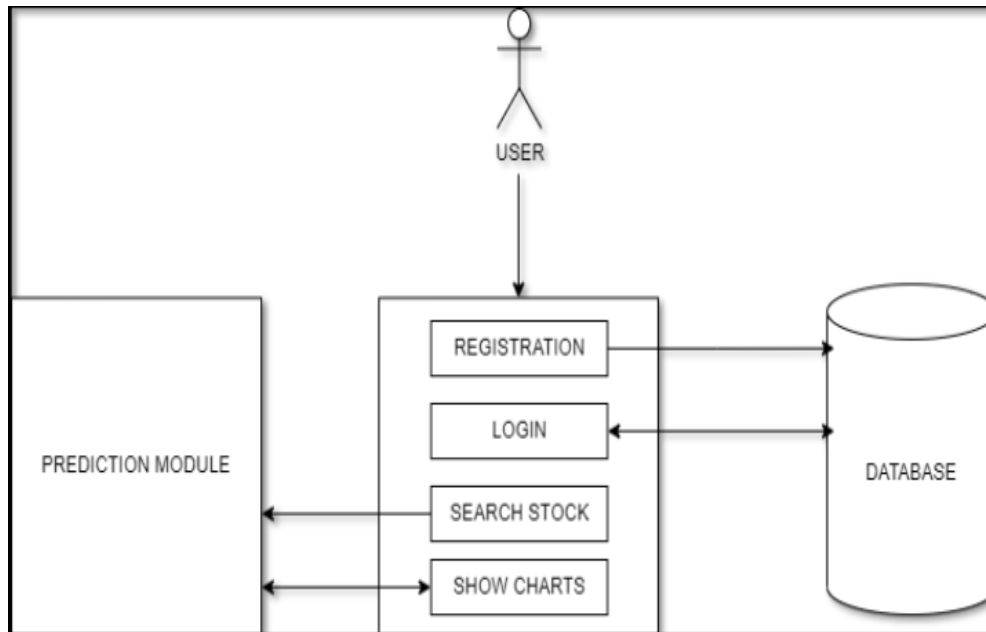 USER
REGISTRATION
LOGIN
PREDICTION MODULE
DATABASE
SEARCH STOCK
SHOW CHARTS